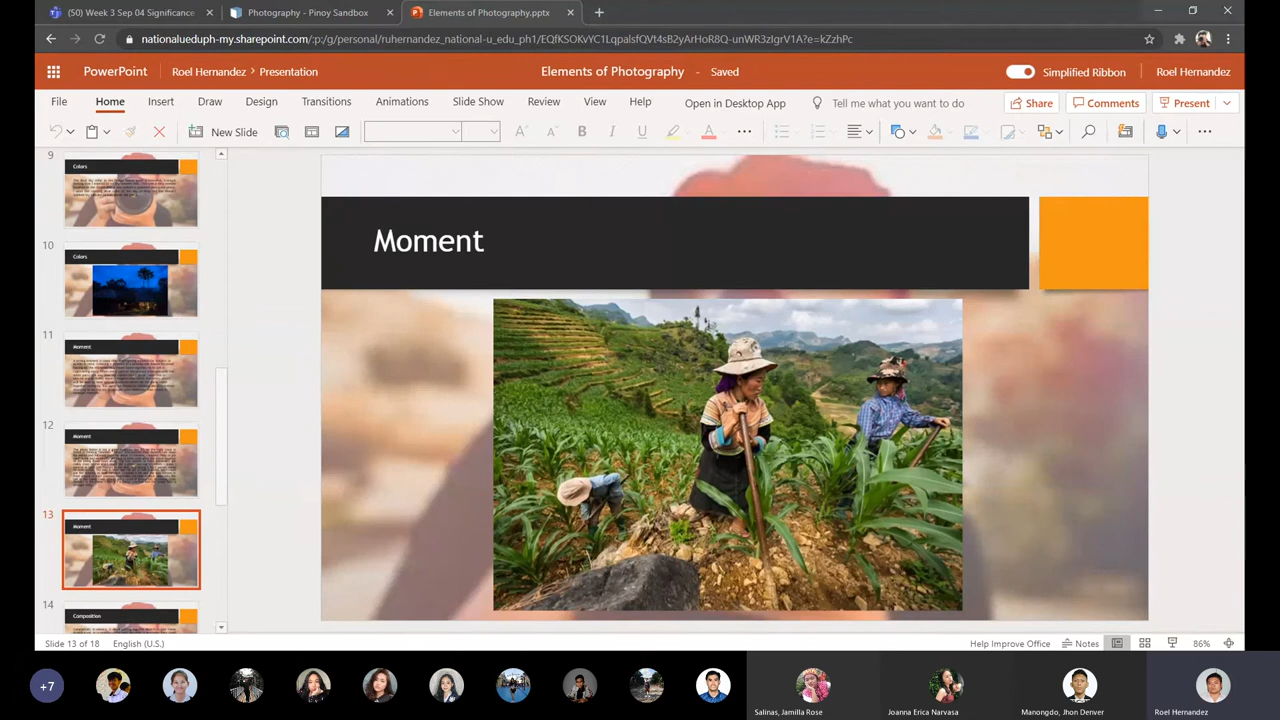 (50) Week 3 Sep 04 Significance
Photography - Pinoy Sandbox
Elements of Photography.pptx
nationalueduph-my.sharepoint.com/:p:/g/personal/ruhernandez_national-u_edu_ph1/EQfKSOKvYC1LqpaIsfQVt4sB2yArHoR8Q-unWR3zIgrV1A?e=kZzhPc
PowerPoint
Roel Hernandez > Presentation
Elements of Photography - Saved
Simplified Ribbon
Roel Hernandez
File Home Insert Draw Design Transitions Animations Slide Show Review View Help Open in Desktop App Tell me what you want to do Share Comments Present
New Slide
9
Colors
10
Colors
11
Moment
12
Moment
13
Moment
14
Composition
Moment
Slide 13 of 18 English (U.S.)
Help Improve Office Notes 86%
+7
Salinas, Jamilla Rose
Joanna Erica Narvasa
Manongdo, Jhon Denver
Roel Hernandez